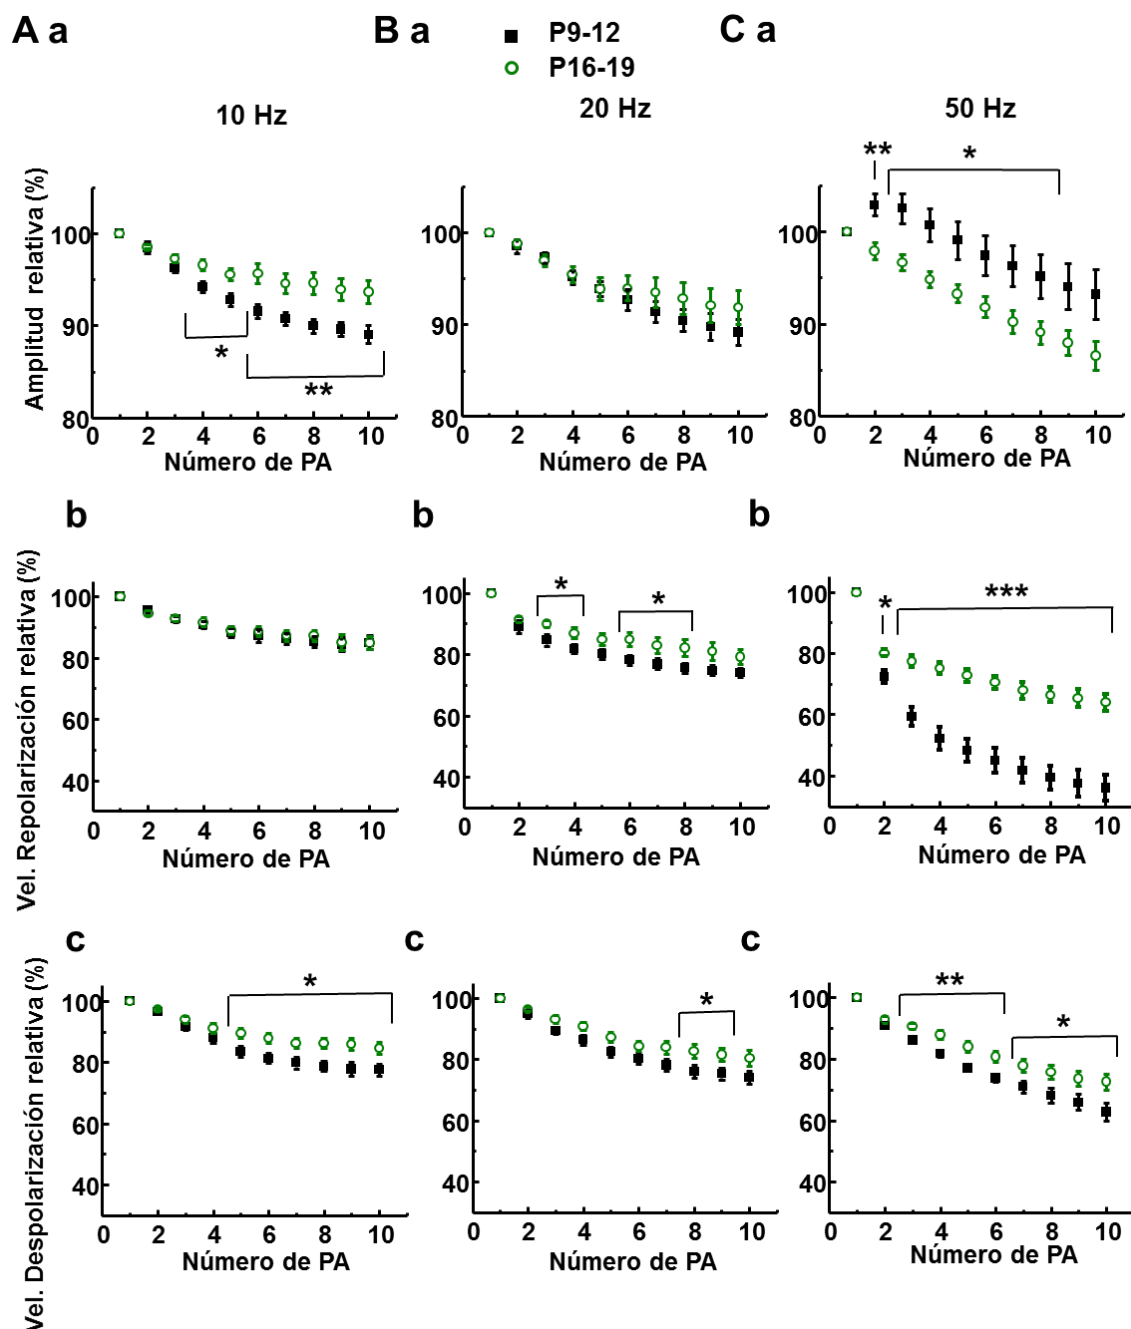 A a
B a
C a
P9-12
P16-19
10 Hz
20 Hz
50 Hz
Amplitud relativa (%)
100
90
80
0 2 4 6 8 10
Número de PA
* **
100
90
80
0 2 4 6 8 10
Número de PA
** *
100
90
80
0 2 4 6 8 10
Número de PA
b
b
b
Vel. Repolarización relativa (%)
100
80
60
40
0 2 4 6 8 10
Número de PA
* *
100
80
60
40
0 2 4 6 8 10
Número de PA
* ***
100
80
60
40
0 2 4 6 8 10
Número de PA
c
c
c
Vel. Despolarización relativa (%)
*
100
80
60
40
0 2 4 6 8 10
Número de PA
*
100
80
60
40
0 2 4 6 8 10
Número de PA
** *
100
80
60
40
0 2 4 6 8 10
Número de PA